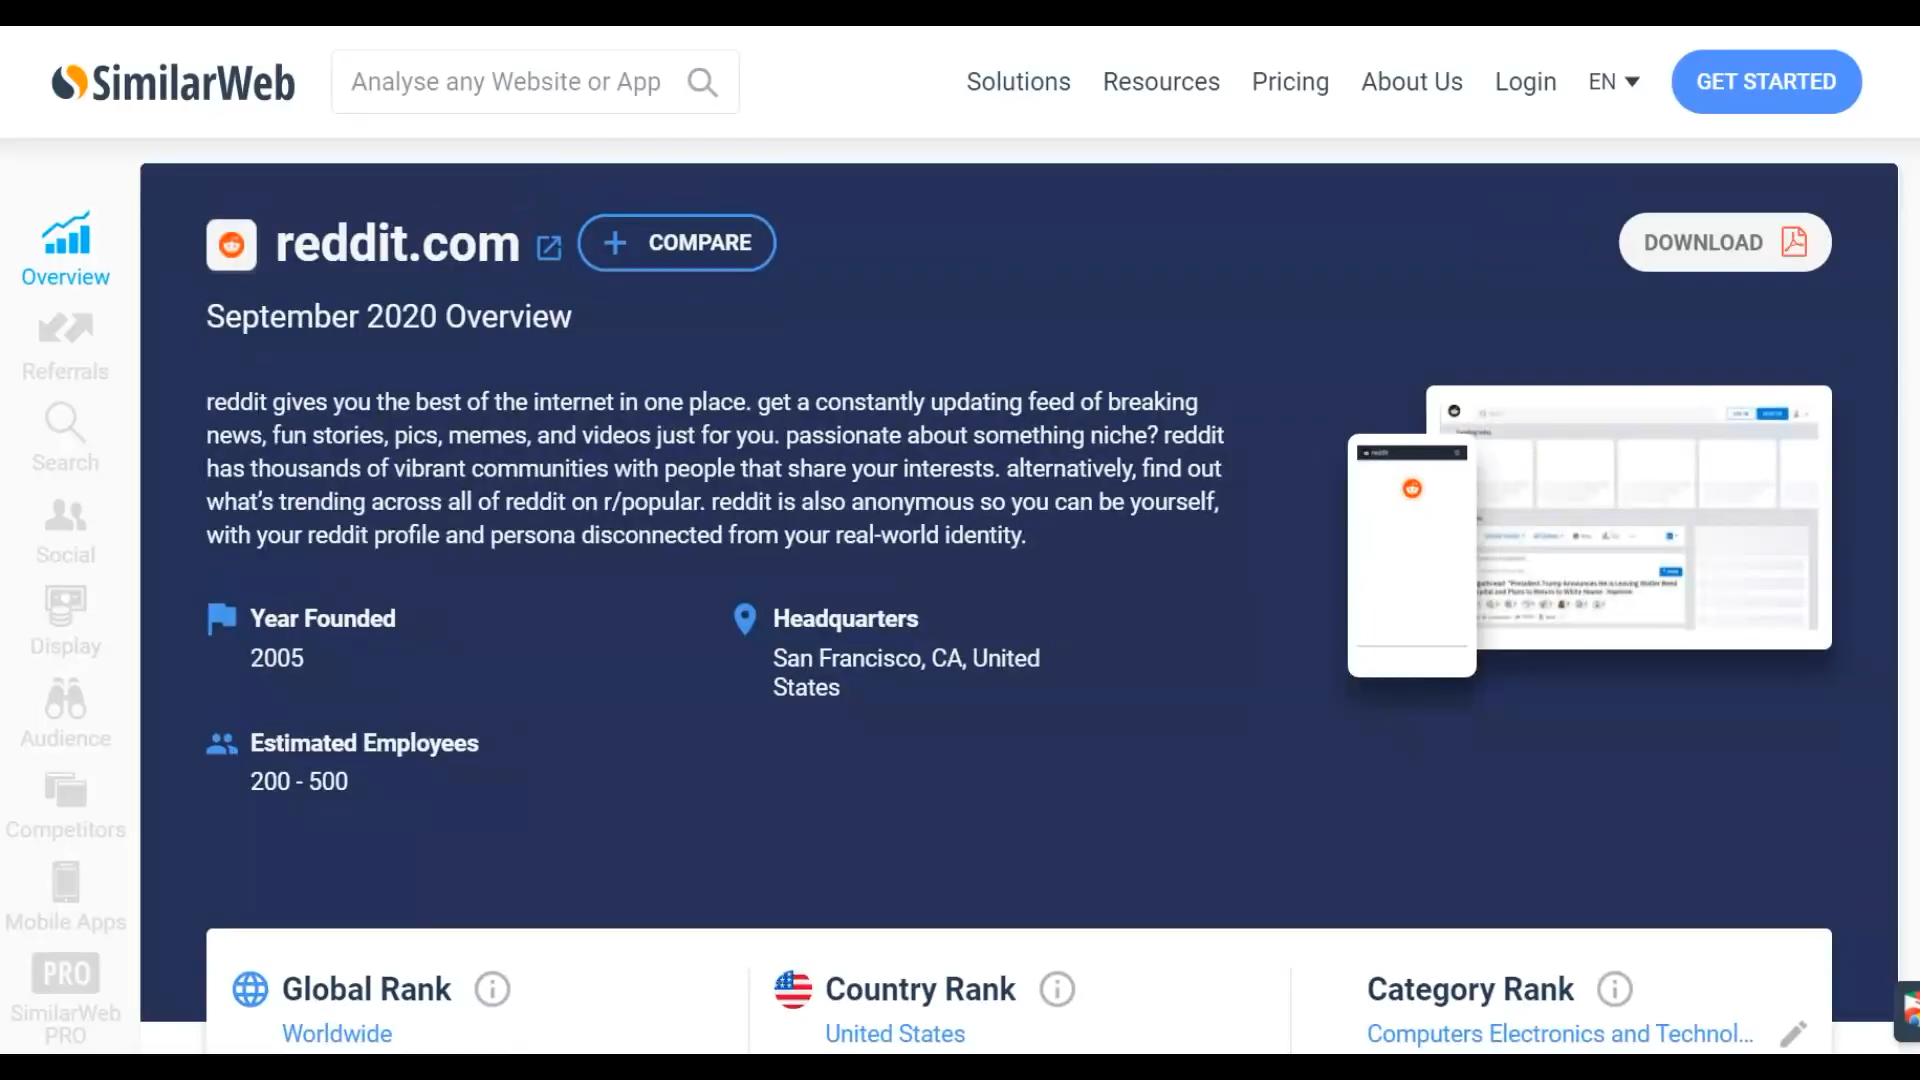 SimilarWeb
Analyse any Website or App
Solutions
Resources
Pricing
About Us
Login
EN
GET STARTED
Overview
Referrals
Search
Social
Display
Audience
Competitors
Mobile Apps
PRO
SimilarWeb
PRO
reddit.com
+ COMPARE
DOWNLOAD
September 2020 Overview
reddit gives you the best of the internet in one place. get a constantly updating feed of breaking
news, fun stories, pics, memes, and videos just for you. passionate about something niche? reddit
has thousands of vibrant communities with people that share your interests. alternatively, find out
what's trending across all of reddit on r/popular. reddit is also anonymous so you can be yourself,
with your reddit profile and persona disconnected from your real-world identity.
Year Founded
2005
Headquarters
San Francisco, CA, United
States
Estimated Employees
200 - 500
reddit
Global Rank
Worldwide
Country Rank
United States
Category Rank
Computers Electronics and Technol...